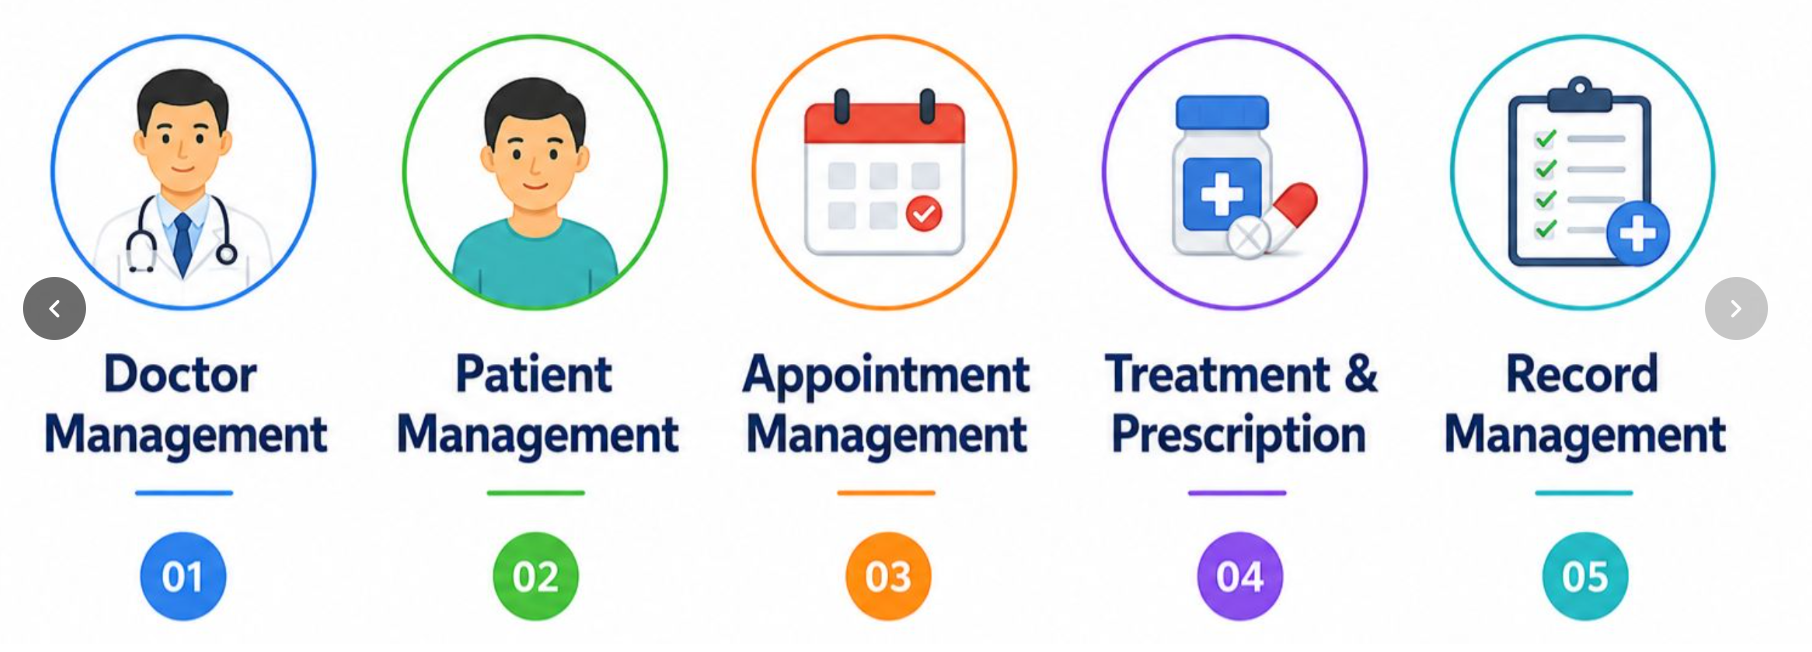 Doctor
Management
01
Patient
Management
02
Appointment
Management
03
Treatment &
Prescription
04
Record
Management
05